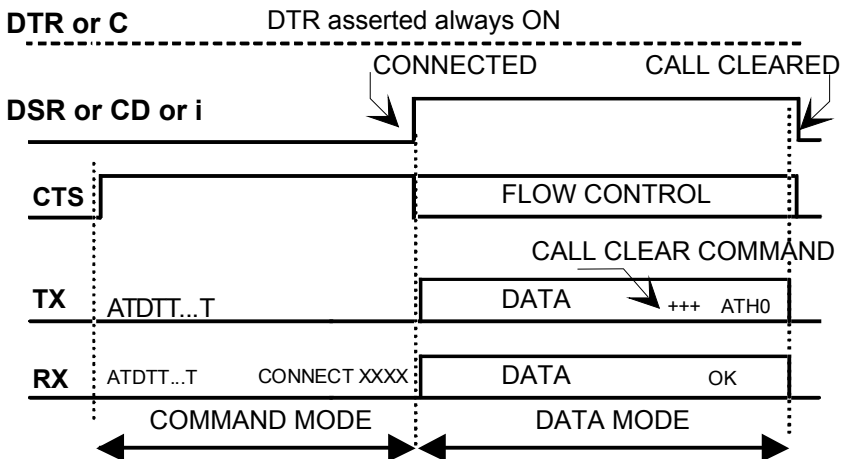 DTR or C
DTR asserted always ON
CONNECTED
CALL CLEARED
DSR or CD or i
CTS
FLOW CONTROL
CALL CLEAR COMMAND
TX
ATDTT...T
DATA
+++ ATH0
RX
ATDTT...T
CONNECT XXXX
DATA
OK
COMMAND MODE
DATA MODE